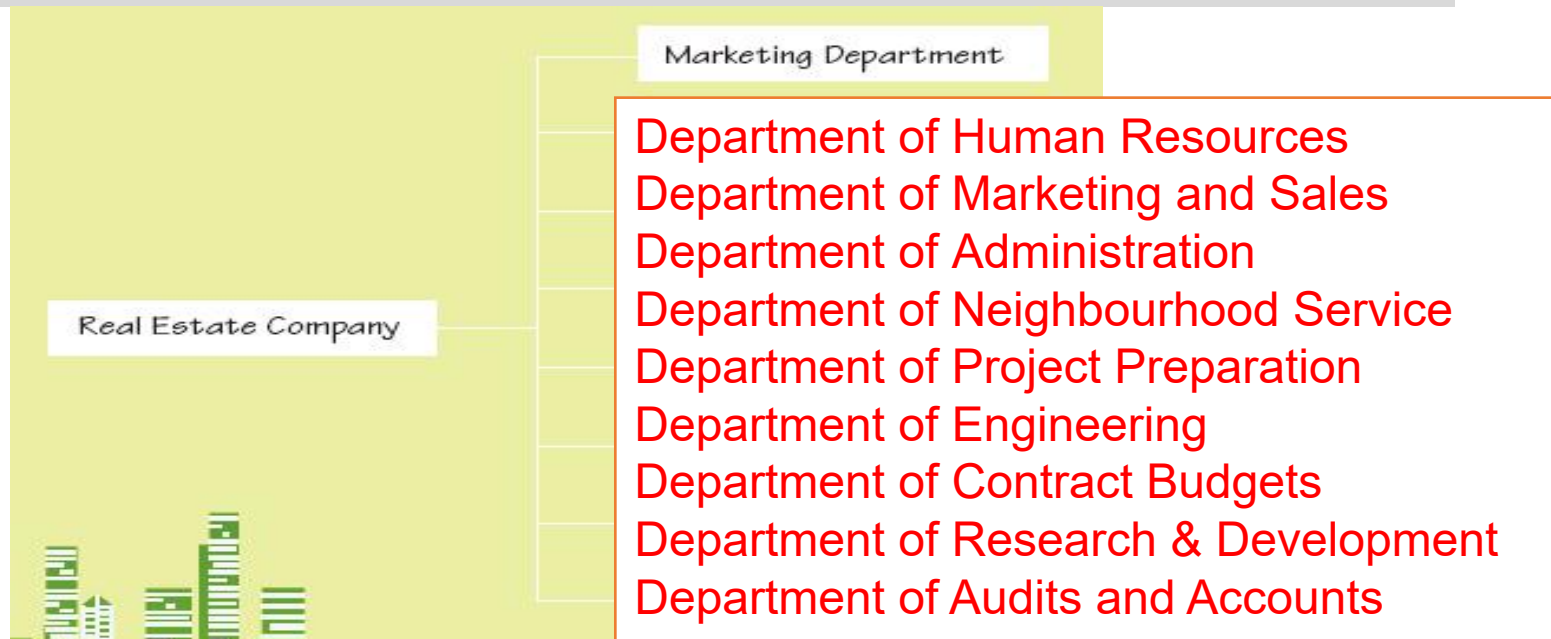 Marketing Department
Department of Human Resources
Department of Marketing and Sales
Department of Administration
Real Estate Company
Department of Neighbourhood Service
Department of Project Preparation
Department of Engineering
Department of Contract Budgets
Department of Research & Development
Department of Audits and Accounts